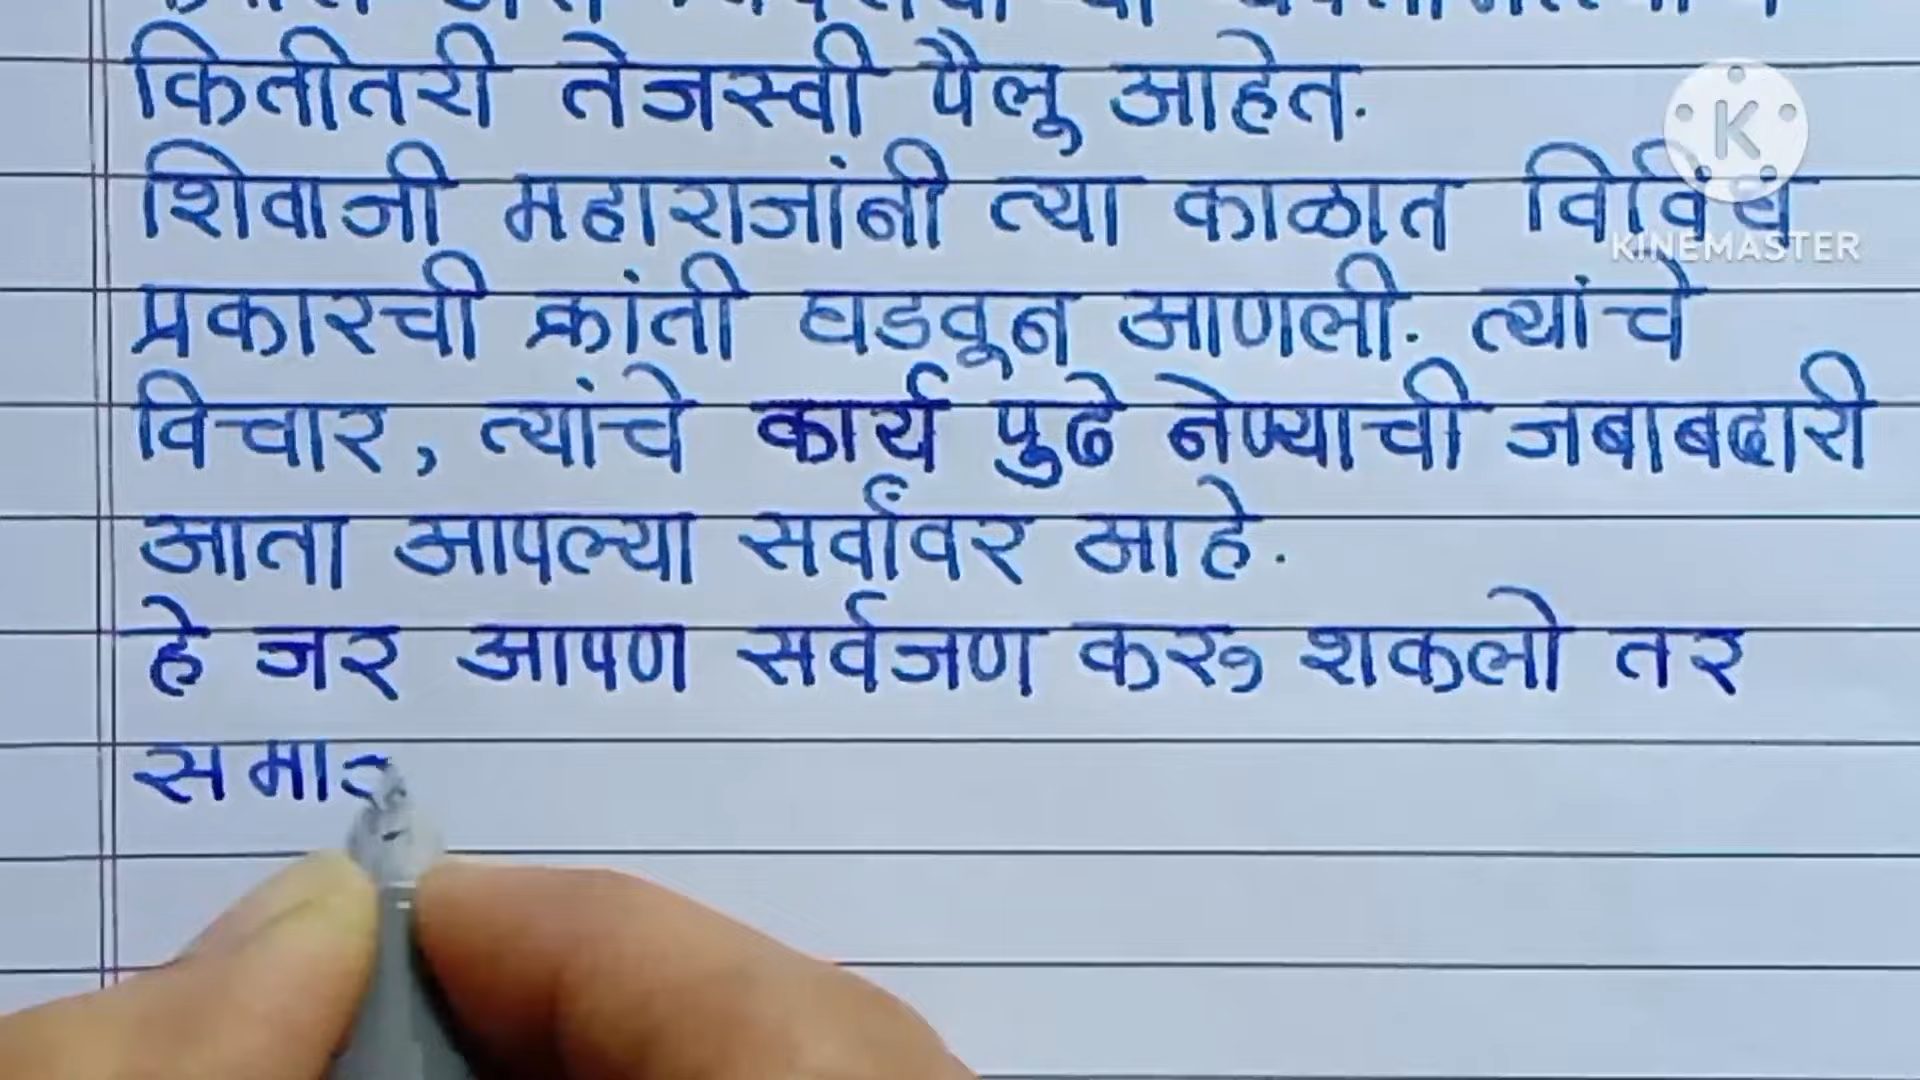 कितीतरी तेजस्वी पैलू आहेत.
शिवाजी महाराजांनी त्या काळात विविध
प्रकारची क्रांती घडवून आणली. त्यांचे
विचार, त्यांचे कार्य पुढे नेण्याची जबाबदारी
आता आपल्या सर्वांवर आहे.
हे जर आपण सर्वजण करु शकलो तर
समा
K
KINEMASTER